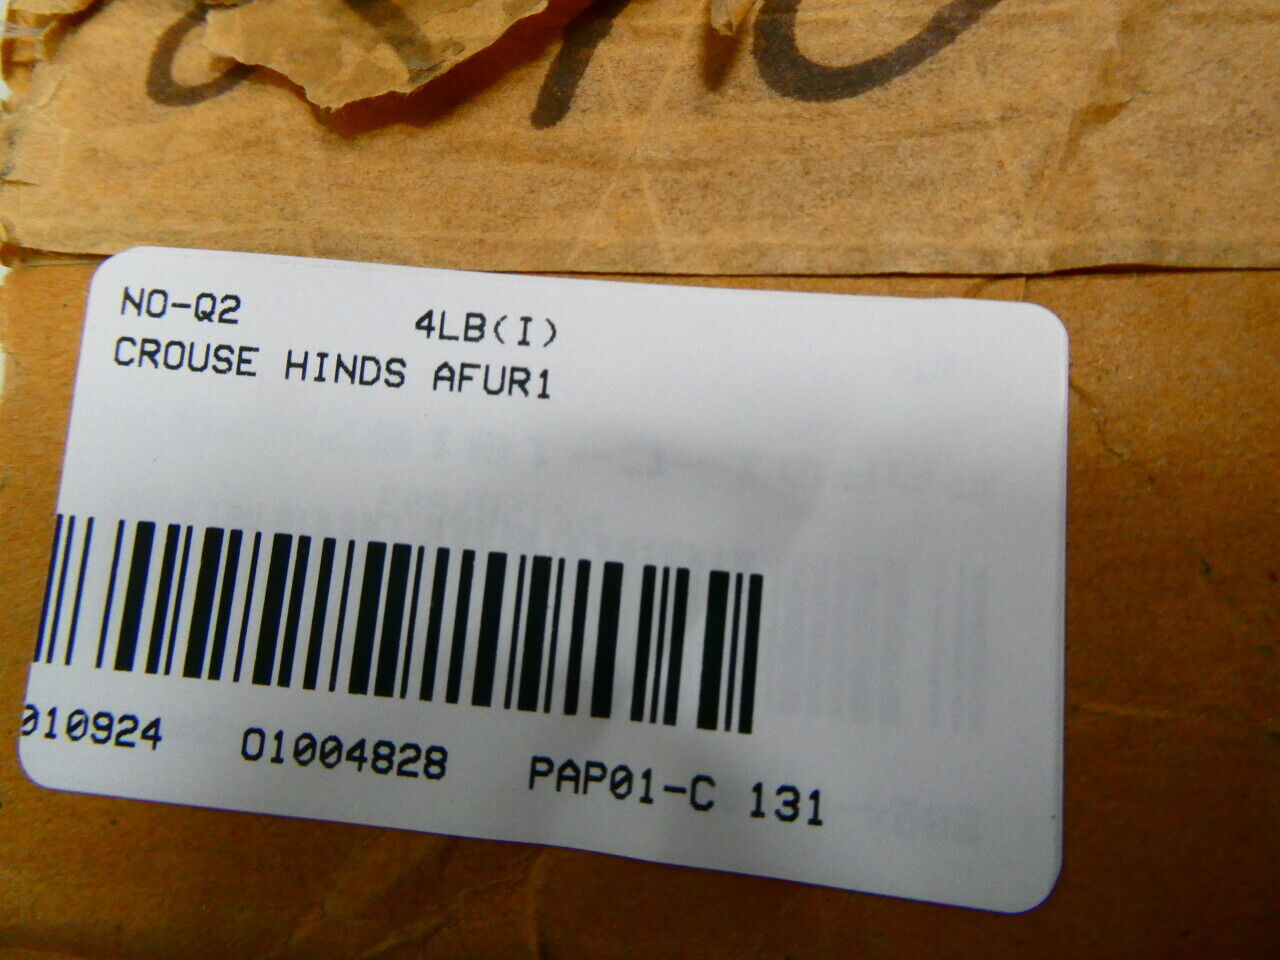 NO-Q2 4LB(I)
CROUSE HINDS AFUR1
010924 01004828 PAP01-C 131